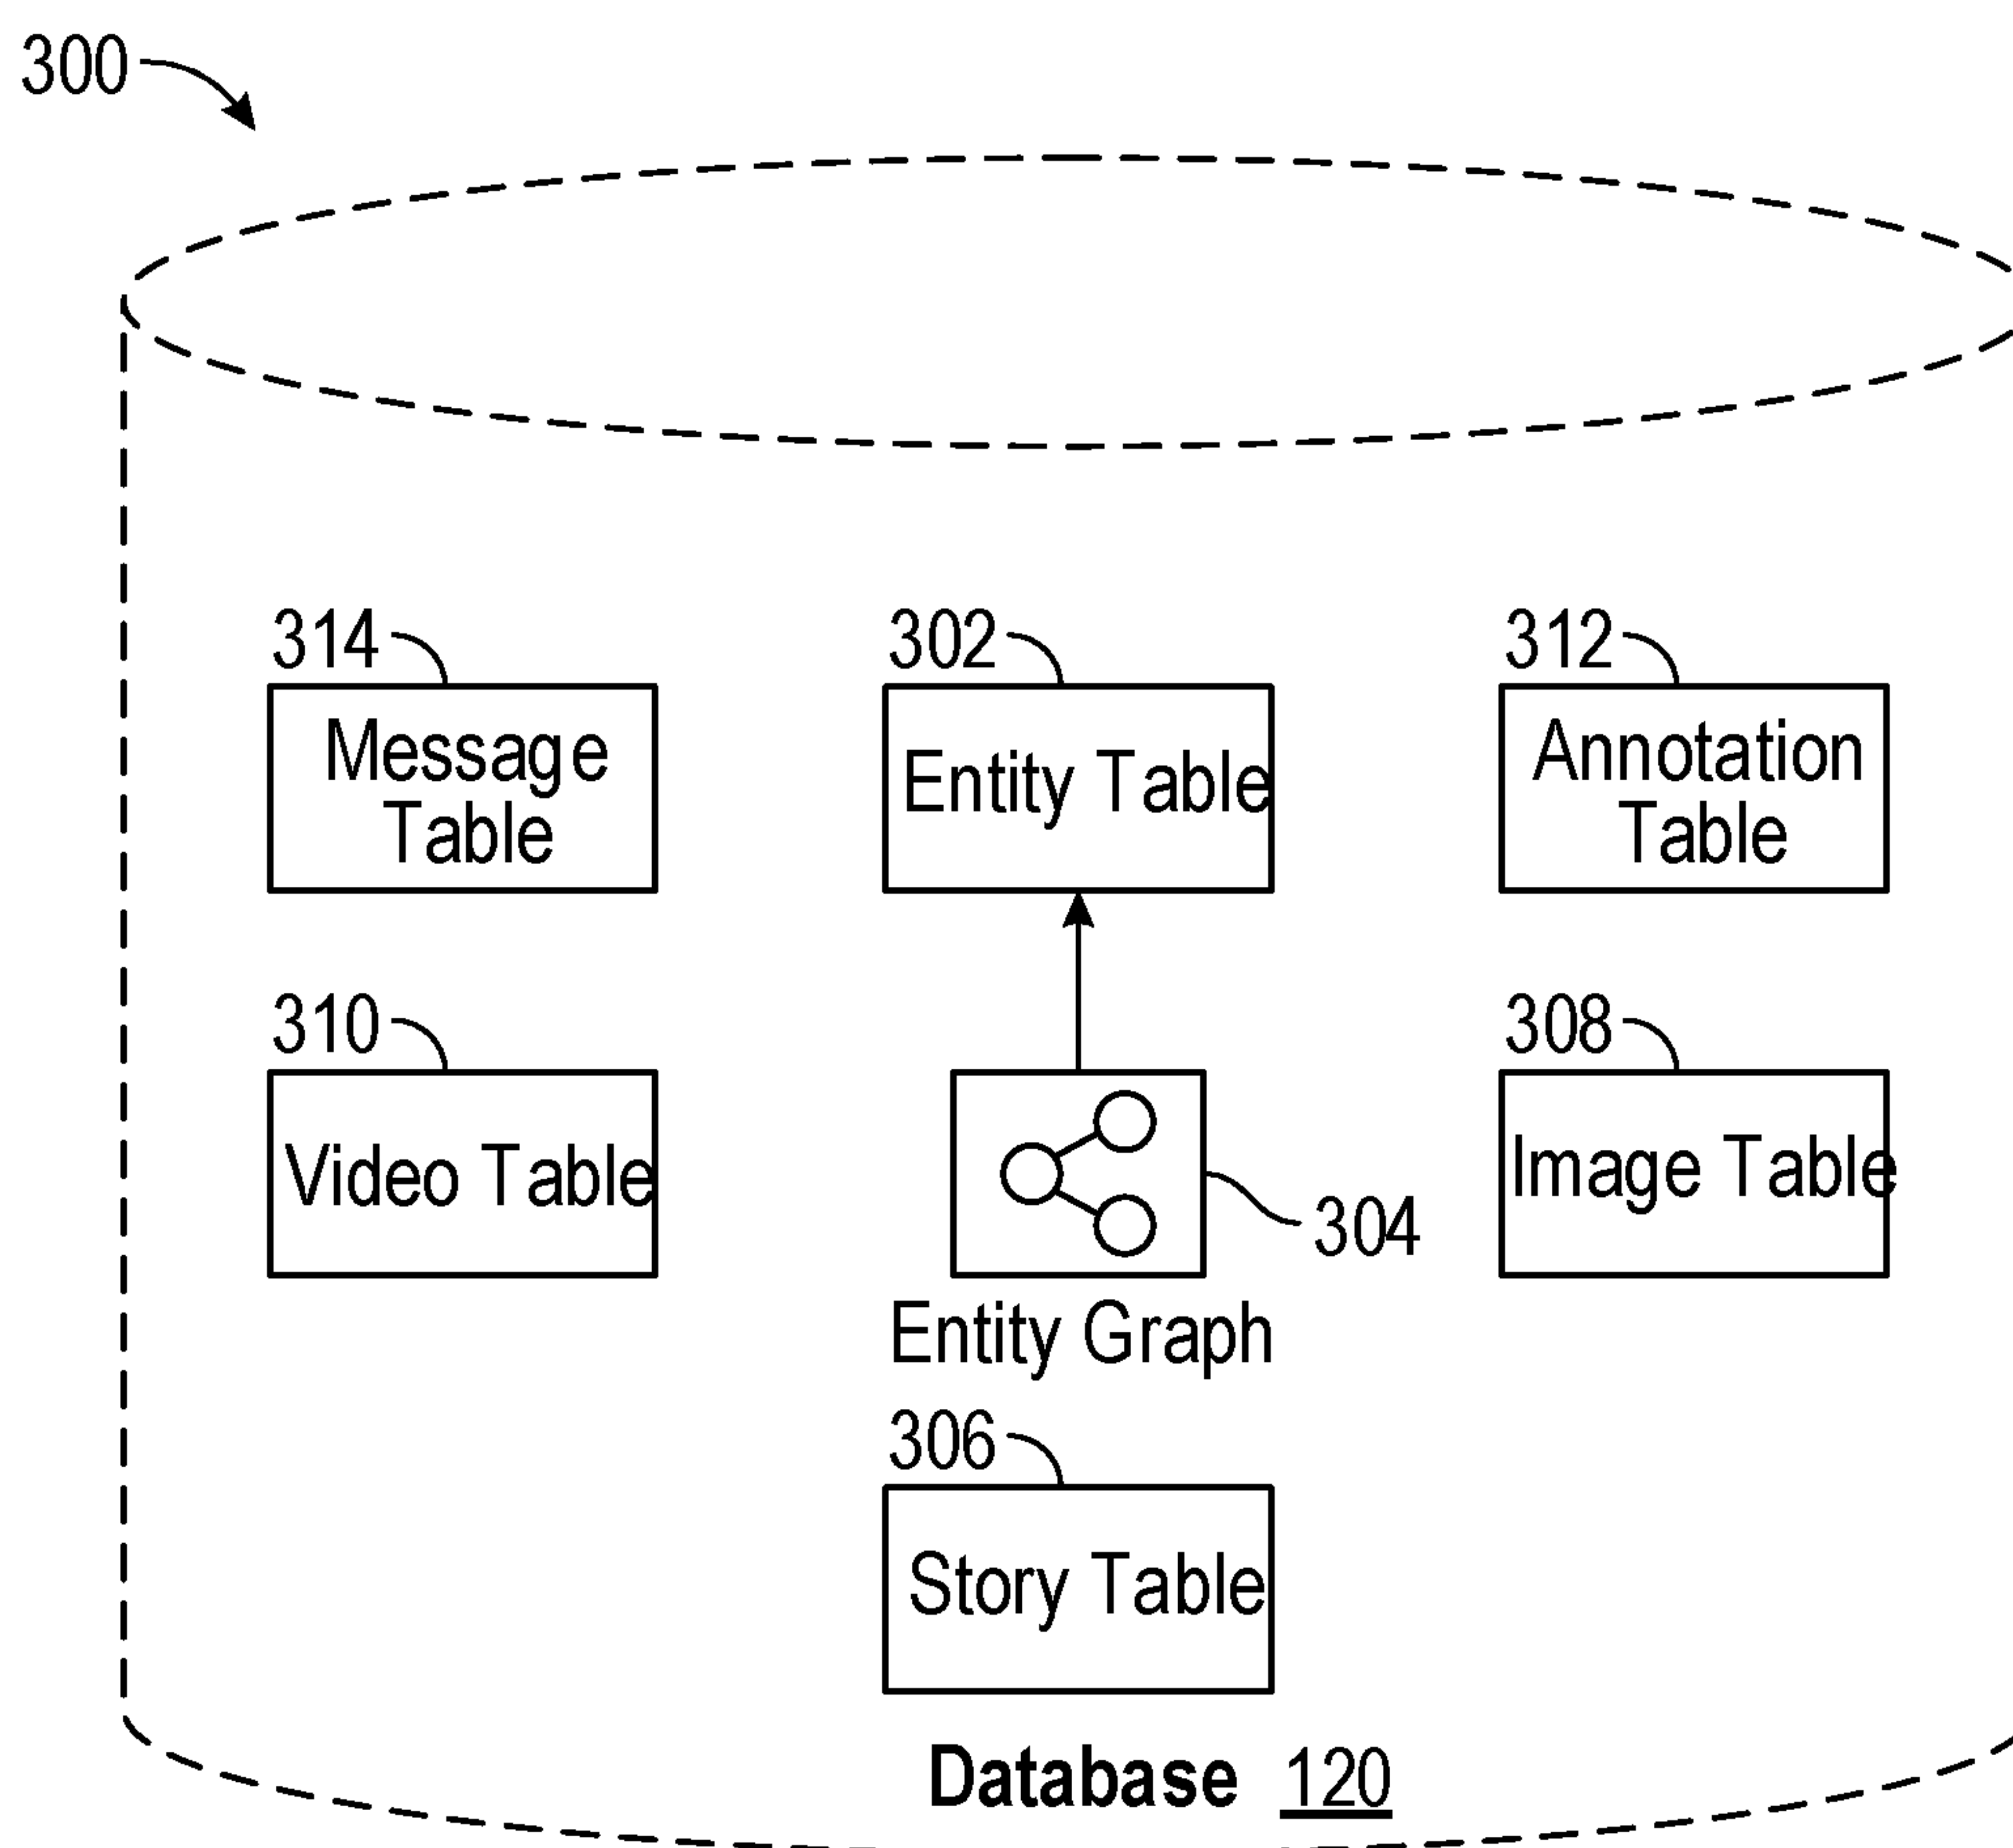 300
314
302
312
Message
Table
Entity Table
Annotation
Table
310
308
Video Table
Image Table
304
Entity Graph
306
Story Table
Database 120